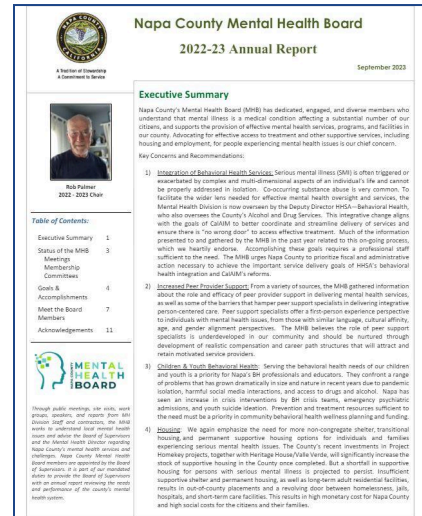 NAPA COUNTY
CALIFORNIA
A Tradition of Stewardship
A Commitment to Service
Napa County Mental Health Board
2022-23 Annual Report
September 2023
Rob Palmer
2022 - 2023 Chair
Table of Contents:
Executive Summary 1
Status of the MHB 3
Meetings
Membership
Committees
Goals & 4
Accomplishments
Meet the Board 7
Members
Acknowledgements 11
MENTAL
HEALTH
BOARD
Through public meetings, site visits, work
groups, speakers, and reports from MH
Division Staff and contractors, the MHB
works to understand local mental health
issues and advise the Board of Supervisors
and the Mental Health Director regarding
Napa County's mental health services and
challenges. Napa County Mental Health
Board members are appointed by the Board
of Supervisors. It is part of our mandated
duties to provide the Board of Supervisors
with an annual report reviewing the needs
and performance of the county's mental
health system.
Executive Summary
Napa County's Mental Health Board (MHB) has dedicated, engaged, and diverse members who
understand that mental illness is a medical condition affecting a substantial number of our
citizens, and supports the provision of effective mental health services, programs, and facilities in
our county. Advocating for effective access to treatment and other supportive services, including
housing and employment, for people experiencing mental health issues is our chief concern.
Key Concerns and Recommendations:
1) Integration of Behavioral Health Services: Serious mental illness (SMI) is often triggered or
exacerbated by complex and multi-dimensional aspects of an individual's life and cannot
be properly addressed in isolation. Co-occurring substance abuse is very common. To
facilitate the wider lens needed for effective mental health oversight and services, the
Mental Health Division is now overseen by the Deputy Director HHSA—Behavioral Health,
who also oversees the County's Alcohol and Drug Services. This integrative change aligns
with the goals of CalAIM to better coordinate and streamline delivery of services and
ensure there is "no wrong door" to access effective treatment. Much of the information
presented to and gathered by the MHB in the past year related to this on-going process,
which we heartily endorse. Accomplishing these goals requires a professional staff
sufficient to the need. The MHB urges Napa County to prioritize fiscal and administrative
action necessary to achieve the important service delivery goals of HHSA's behavioral
health integration and CalAIM's reforms.
2) Increased Peer Provider Support: From a variety of sources, the MHB gathered information
about the role and efficacy of peer provider support in delivering mental health services,
as well as some of the barriers that hamper peer support specialists in delivering integrative
person-centered care. Peer support specialists offer a first-person experience perspective
to individuals with mental health issues, from those with similar language, cultural affinity,
age, and gender alignment perspectives. The MHB believes the role of peer support
specialists is underdeveloped in our community and should be nurtured through
development of realistic compensation and career path structures that will attract and
retain motivated service providers.
3) Children & Youth Behavioral Health: Serving the behavioral health needs of our children
and youth is a priority for Napa's BH professionals and educators. They confront a range
of problems that has grown dramatically in size and nature in recent years due to pandemic
isolation, harmful social media interactions, and access to drugs and alcohol. Napa has
seen an increase in crisis interventions by BH crisis teams, emergency psychiatric
admissions, and youth suicide ideation. Prevention and treatment resources sufficient to
the need must be a priority in community behavioral health wellness planning and funding.
4) Housing: We again emphasize the need for more non-congregate shelter, transitional
housing, and permanent supportive housing options for individuals and families
experiencing serious mental health issues. The County's recent investments in Project
Homekey projects, together with Heritage House/Valle Verde, will significantly increase the
stock of supportive housing in the County once completed. But a shortfall in supportive
housing for persons with serious mental illness is projected to persist. Insufficient
supportive shelter and permanent housing, as well as long-term adult residential facilities,
results in out-of-county placements and a revolving door between homelessness, jails,
hospitals, and short-term care facilities. This results in high monetary cost for Napa County
and high social costs for the citizens and their families.